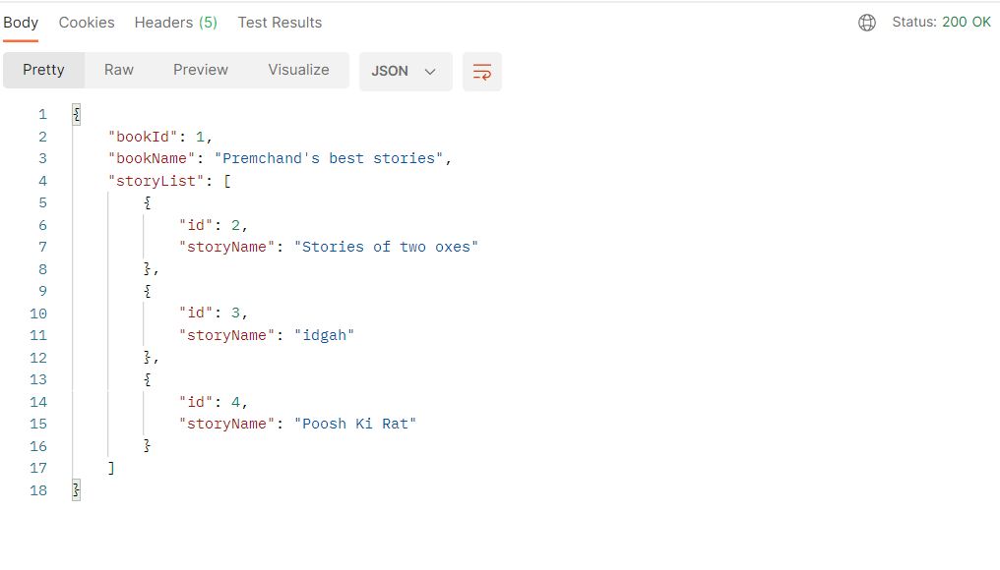 Body Cookies Headers (5) Test Results Status: 200 OK
Pretty Raw Preview Visualize JSON
1 {
2 "bookId": 1,
3 "bookName": "Premchand's best stories",
4 "storyList": [
5 {
6 "id": 2,
7 "storyName": "Stories of two oxes"
8 },
9 {
10 "id": 3,
11 "storyName": "idgah"
12 },
13 {
14 "id": 4,
15 "storyName": "Poosh Ki Rat"
16 }
17 ]
18 }